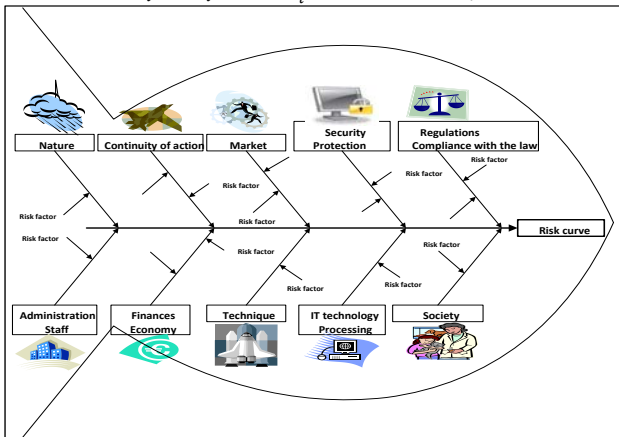 Nature
Continuity of action
Market
Security
Protection
Regulations
Compliance with the law
Risk factor
Risk factor
Risk factor
Risk factor
Risk factor
Risk factor
Risk factor
Risk factor
Risk curve
Risk factor
Risk factor
Risk factor
Risk factor
Administration
Staff
Finances
Economy
Technique
IT technology
Processing
Society